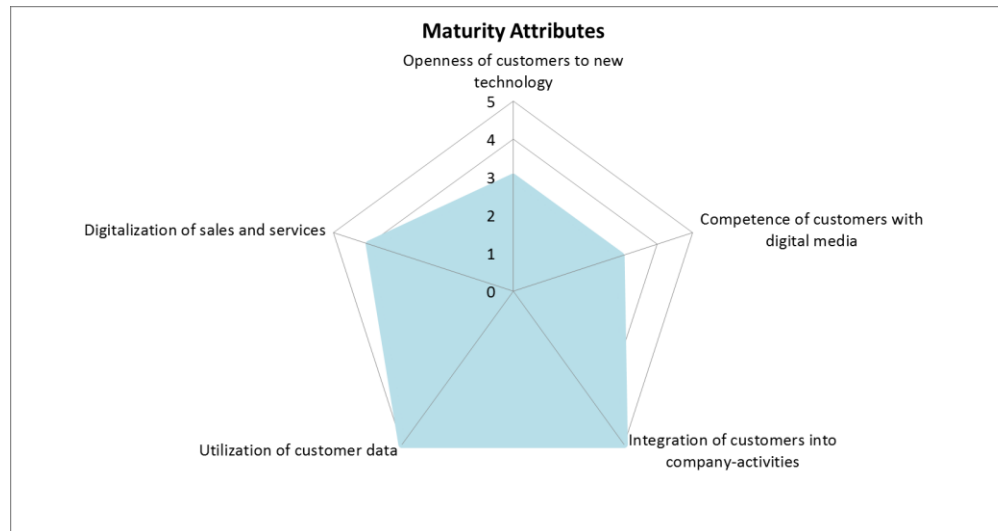 Maturity Attributes
Openness of customers to new
technology
5
4
3
2
1
0
Competence of customers with
digital media
Digitalization of sales and services
Utilization of customer data
Integration of customers into
company-activities